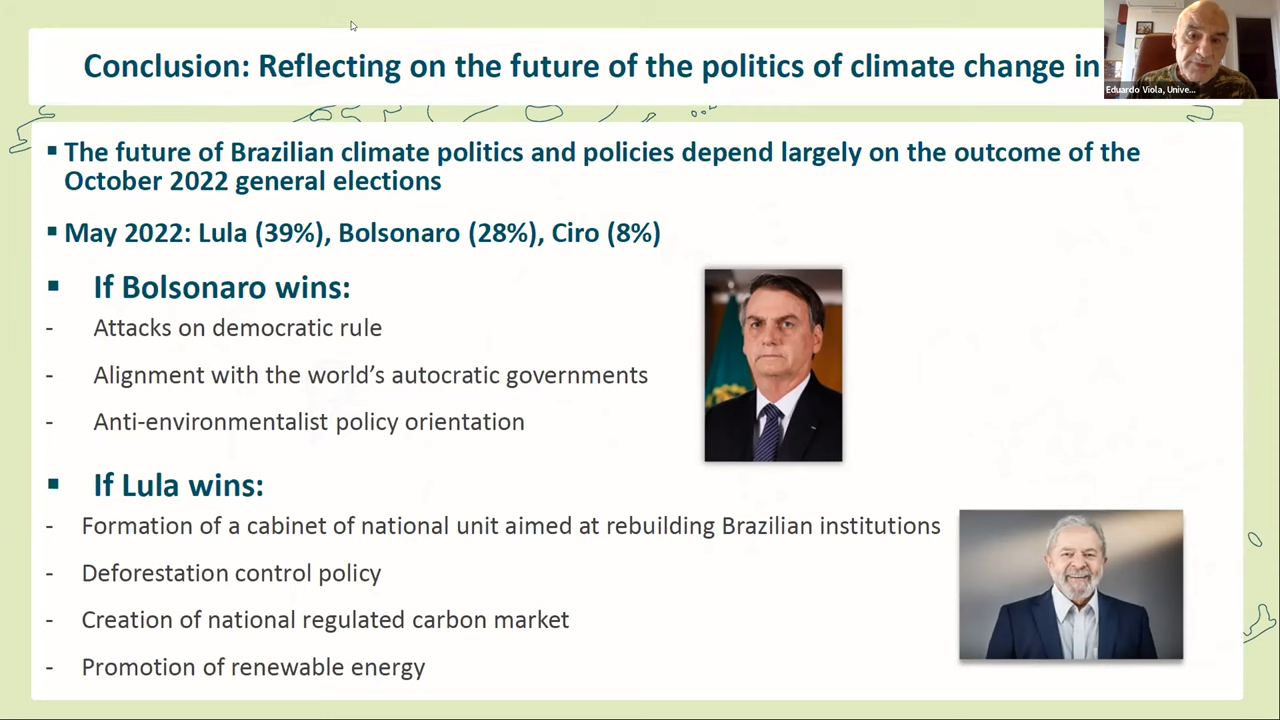 Conclusion: Reflecting on the future of the politics of climate change in
Eduardo Viola, Unive...
▪ The future of Brazilian climate politics and policies depend largely on the outcome of the
October 2022 general elections
▪ May 2022: Lula (39%), Bolsonaro (28%), Ciro (8%)
▪ If Bolsonaro wins:
- Attacks on democratic rule
- Alignment with the world’s autocratic governments
- Anti-environmentalist policy orientation
▪ If Lula wins:
- Formation of a cabinet of national unit aimed at rebuilding Brazilian institutions
- Deforestation control policy
- Creation of national regulated carbon market
- Promotion of renewable energy